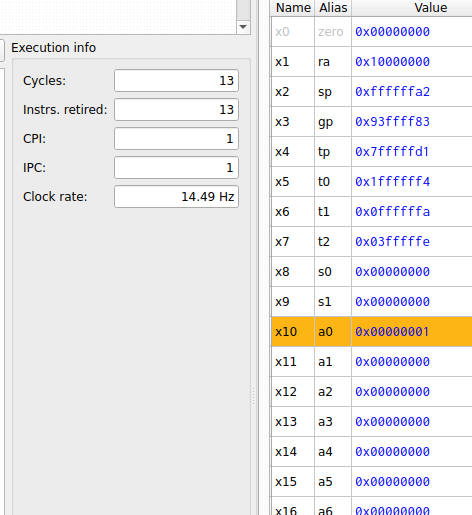 Execution info
Cycles: 13
Instrs. retired: 13
CPI: 1
IPC: 1
Clock rate: 14.49 Hz
Name Alias Value
x0 zero 0x00000000
x1 ra 0x10000000
x2 sp 0xffffffa2
x3 gp 0x93ffff83
x4 tp 0x7fffffd1
x5 t0 0x1ffffff4
x6 t1 0x0ffffffa
x7 t2 0x03fffffe
x8 s0 0x00000000
x9 s1 0x00000000
x10 a0 0x00000001
x11 a1 0x00000000
x12 a2 0x00000000
x13 a3 0x00000000
x14 a4 0x00000000
x15 a5 0x00000000
x16 a6 0x00000000